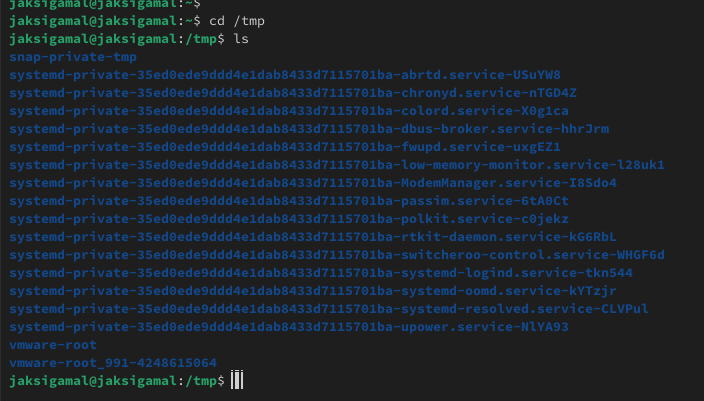 jaksigamal@jaksigamal:~$
jaksigamal@jaksigamal:~$ cd /tmp
jaksigamal@jaksigamal:/tmp$ ls
snap-private-tmp
systemd-private-35ed0ede9ddd4e1dab8433d7115701ba-abrtd.service-USuYW8
systemd-private-35ed0ede9ddd4e1dab8433d7115701ba-chronyd.service-nTGD4Z
systemd-private-35ed0ede9ddd4e1dab8433d7115701ba-colord.service-X0g1ca
systemd-private-35ed0ede9ddd4e1dab8433d7115701ba-dbus-broker.service-hhrJrm
systemd-private-35ed0ede9ddd4e1dab8433d7115701ba-fwupd.service-uxgEZ1
systemd-private-35ed0ede9ddd4e1dab8433d7115701ba-low-memory-monitor.service-l28uk1
systemd-private-35ed0ede9ddd4e1dab8433d7115701ba-ModemManager.service-I8Sdo4
systemd-private-35ed0ede9ddd4e1dab8433d7115701ba-passim.service-6tA0Ct
systemd-private-35ed0ede9ddd4e1dab8433d7115701ba-polkit.service-c0jekz
systemd-private-35ed0ede9ddd4e1dab8433d7115701ba-rtkit-daemon.service-kG6RbL
systemd-private-35ed0ede9ddd4e1dab8433d7115701ba-switcheroo-control.service-WHGF6d
systemd-private-35ed0ede9ddd4e1dab8433d7115701ba-systemd-logind.service-tkn544
systemd-private-35ed0ede9ddd4e1dab8433d7115701ba-systemd-oomd.service-kYTzjr
systemd-private-35ed0ede9ddd4e1dab8433d7115701ba-systemd-resolved.service-CLVPul
systemd-private-35ed0ede9ddd4e1dab8433d7115701ba-upower.service-NlYA93
vmware-root
vmware-root_991-4248615064
jaksigamal@jaksigamal:/tmp$